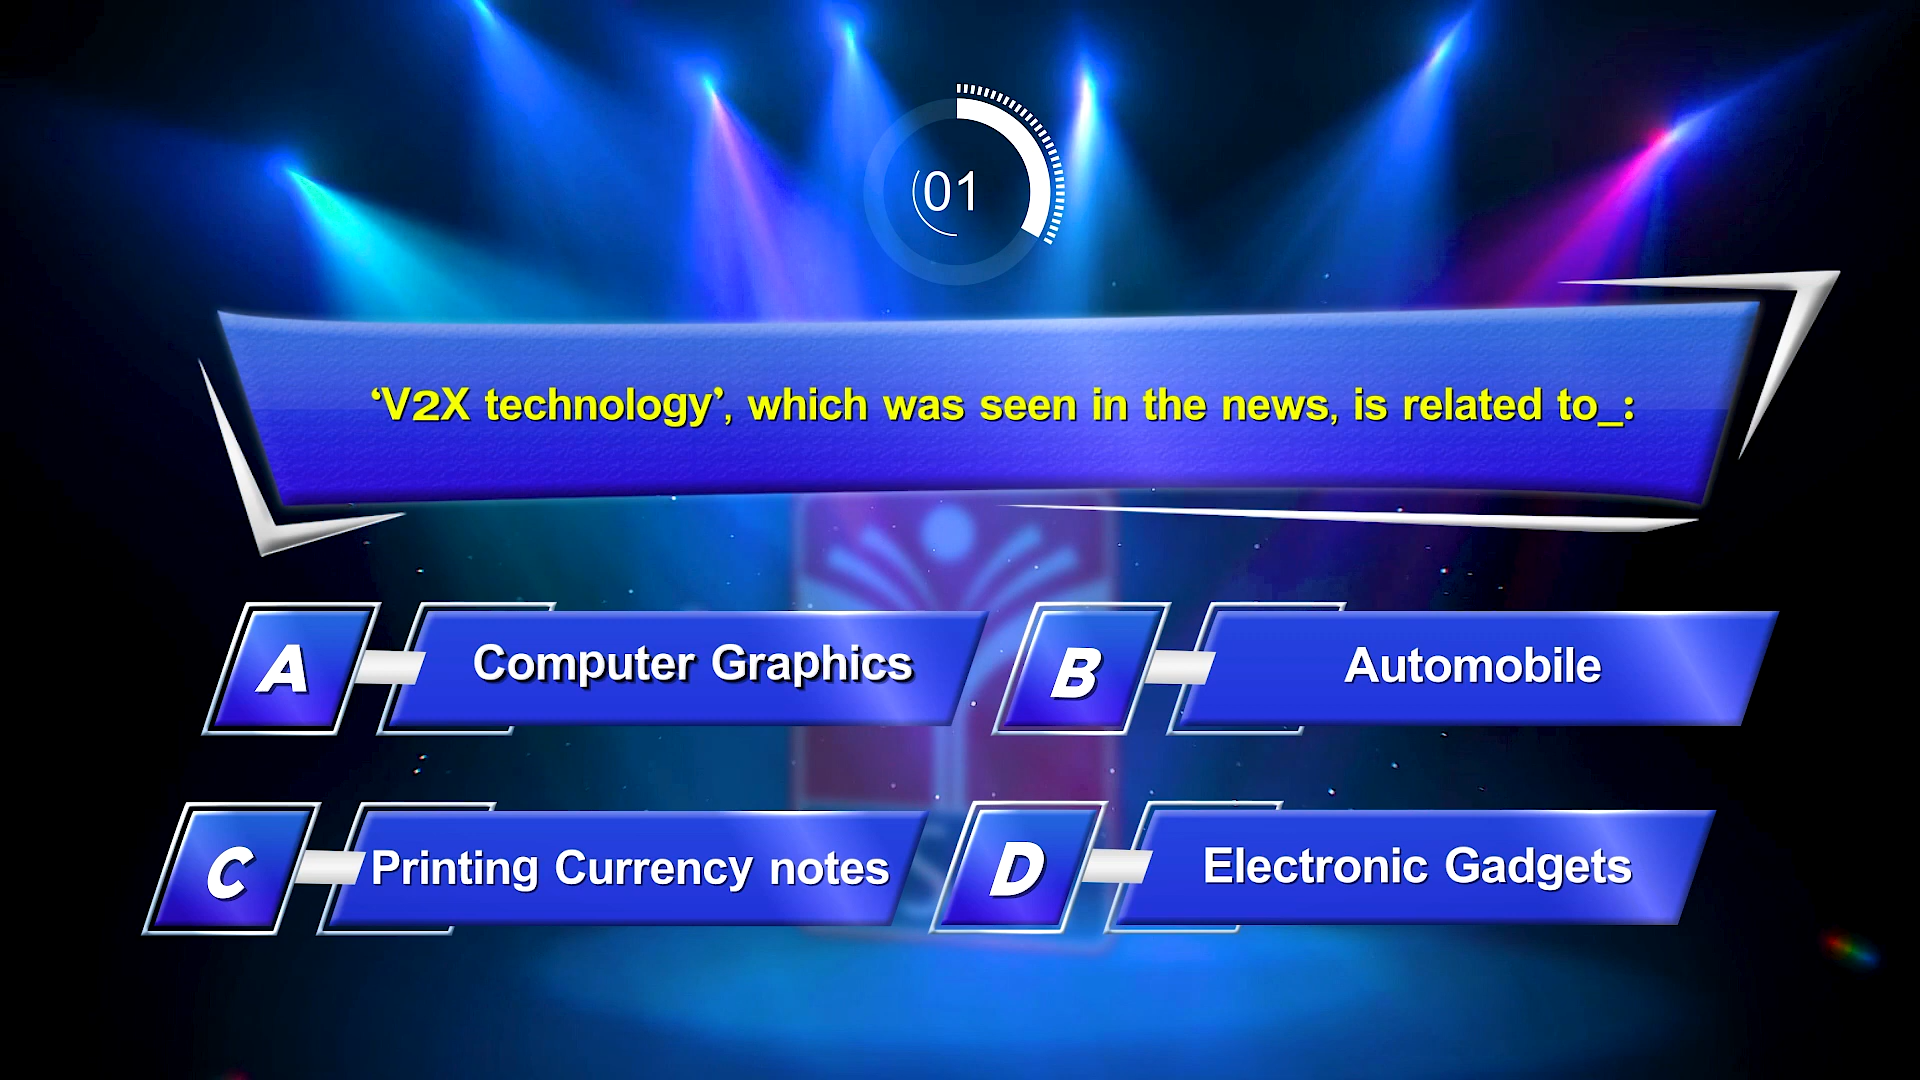 01
‘V2X technology’, which was seen in the news, is related to_:
A Computer Graphics
B Automobile
C Printing Currency notes
D Electronic Gadgets